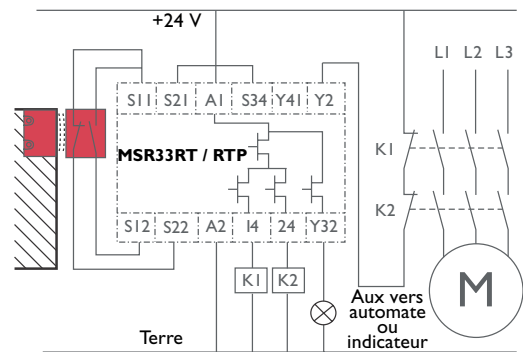 +24 V
L1 L2 L3
S11 S21 A1 S34 Y41 Y2
MSR33RT / RTP
K1
K2
S12 S22 A2 14 24 Y32
K1 K2
M
Aux vers
automate
ou
indicateur
Terre